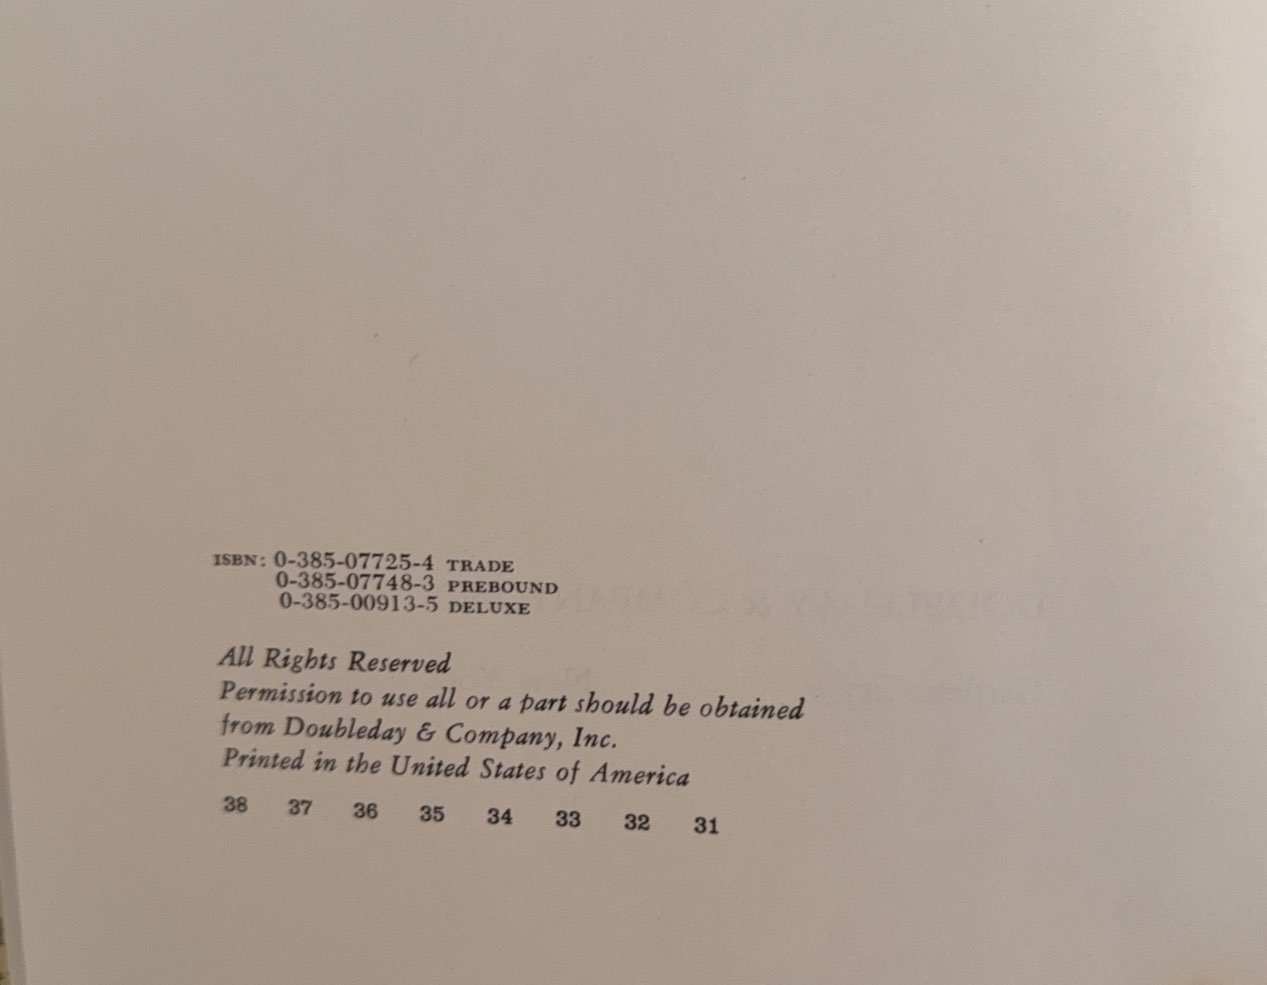 ISBN: 0-385-07725-4 TRADE
0-385-07748-3 PREBOUND
0-385-00913-5 DELUXE
All Rights Reserved
Permission to use all or a part should be obtained
from Doubleday & Company, Inc.
Printed in the United States of America
38 37 36 35 34 33 32 31